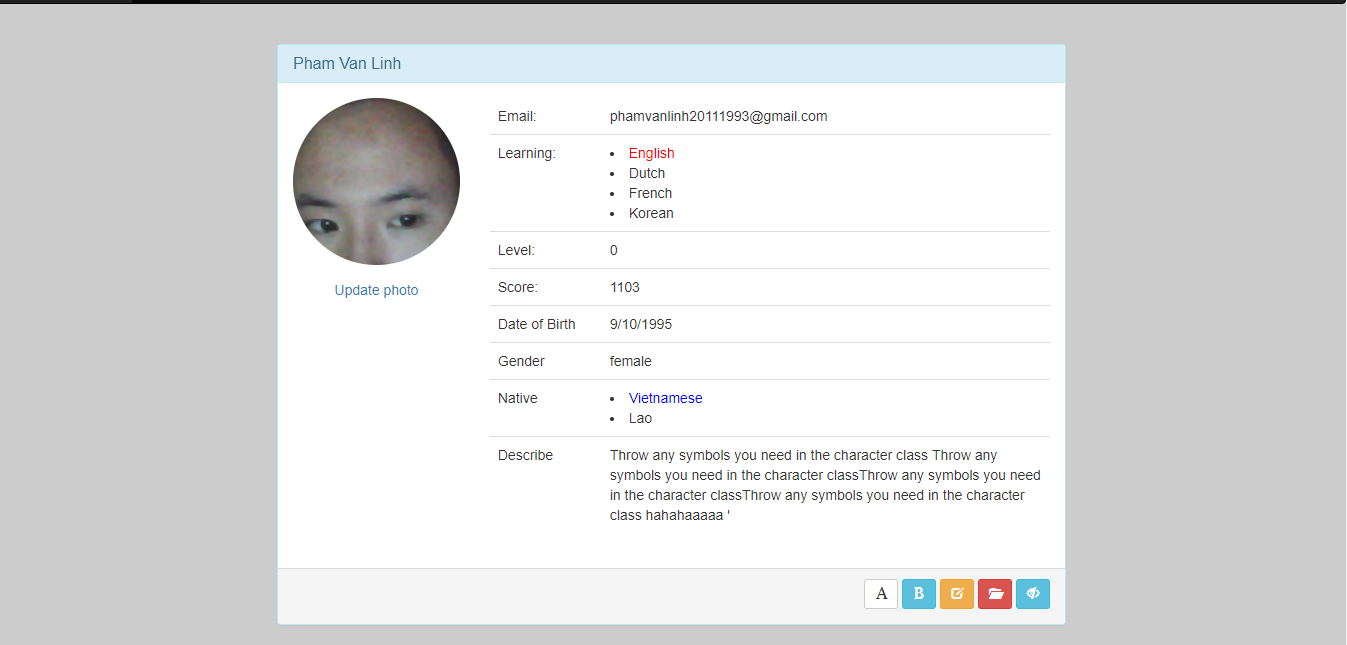 Pham Van Linh
Email: phamvanlinh20111993@gmail.com
Learning: English
Dutch
French
Korean
Level: 0
Score: 1103
Date of Birth 9/10/1995
Gender female
Native Vietnamese
Lao
Describe Throw any symbols you need in the character class Throw any
symbols you need in the character classThrow any symbols you need
in the character classThrow any symbols you need in the character
class hahahaaaaa '
Update photo
A B